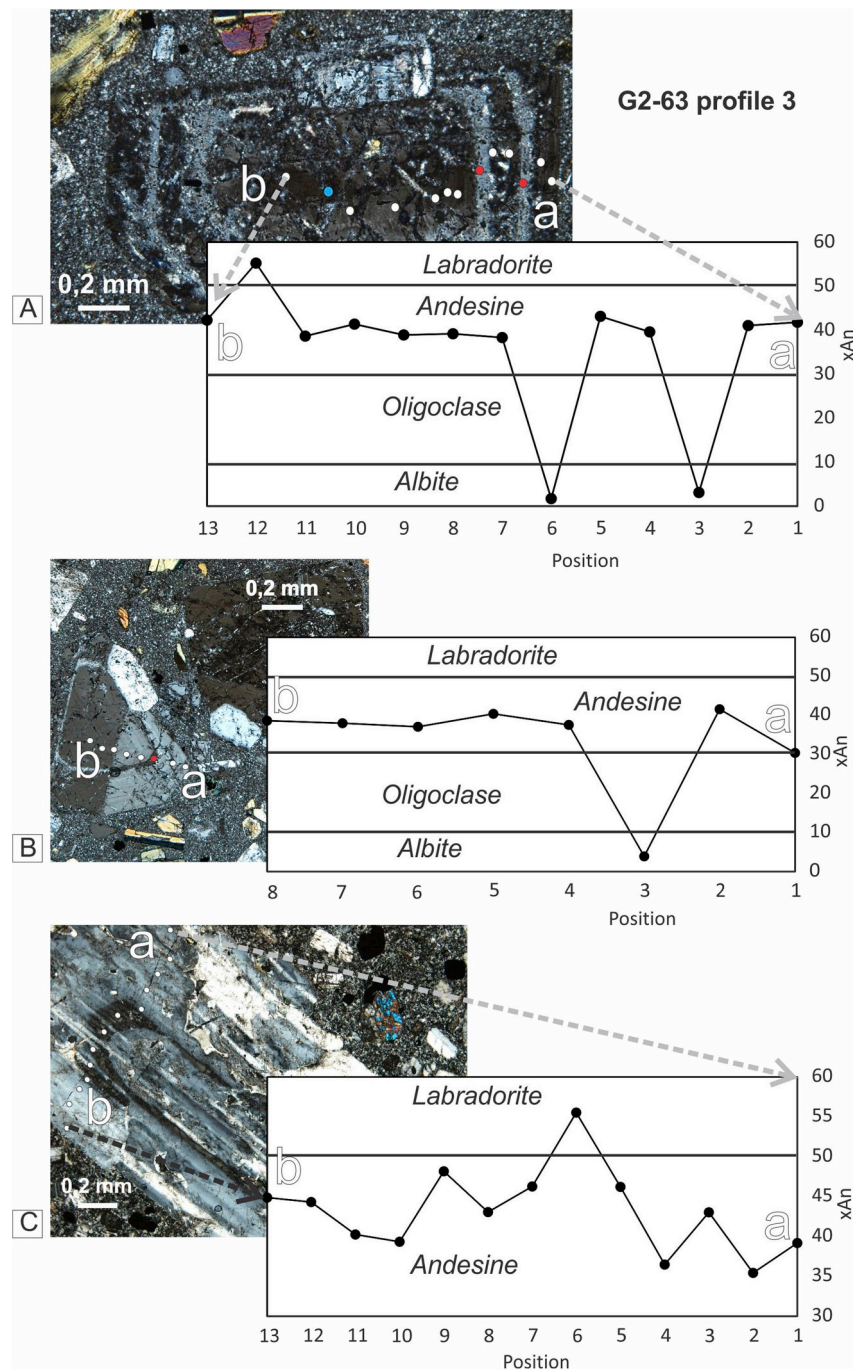 G2-63 profile 3
b
a
0,2 mm
A
60
Labradorite
50
Andesine
40
b
a
xAn
30
Oligoclase
20
10
Albite
0
13 12 11 10 9 8 7 6 5 4 3 2 1
Position
0,2 mm
60
Labradorite
50
b
Andesine
a
40
xAn
b
a
30
Oligoclase
20
10
B
Albite
0
8 7 6 5 4 3 2 1
Position
a
60
Labradorite
55
b
50
b
45
0,2 mm
a
xAn
40
C
Andesine
35
30
13 12 11 10 9 8 7 6 5 4 3 2 1
Position